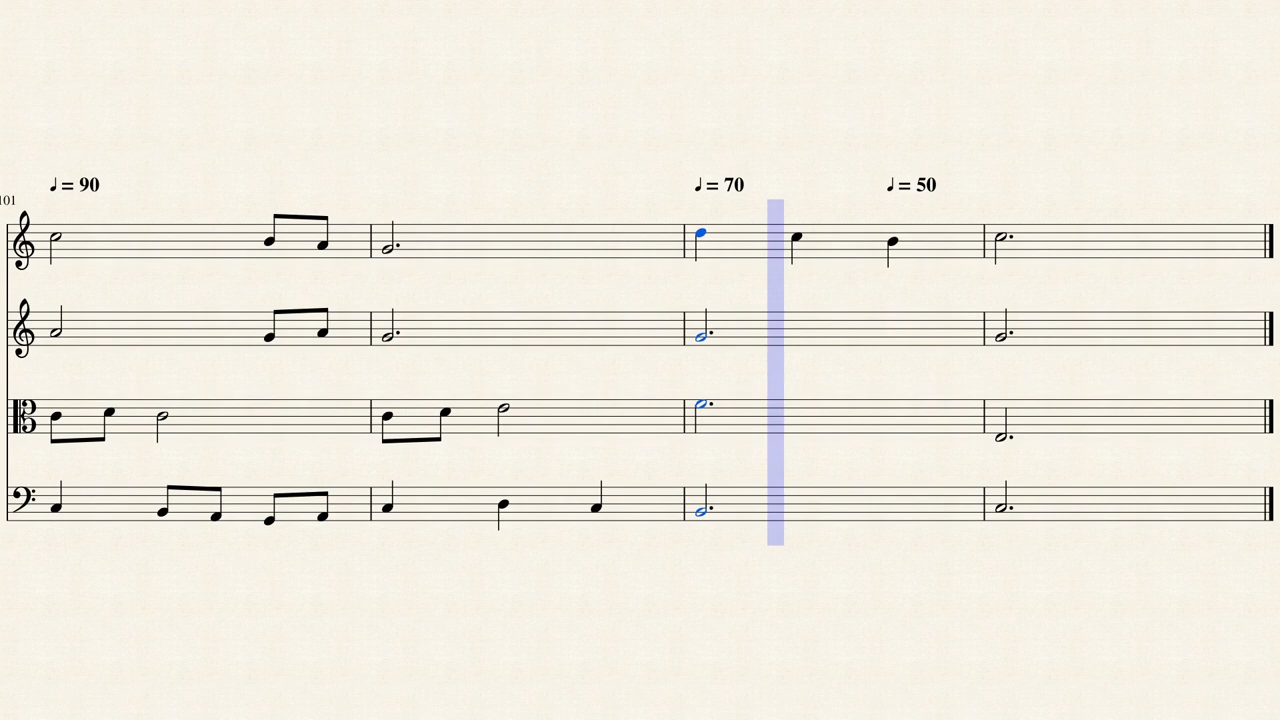 ♩ = 90
♩ = 70
♩ = 50
101